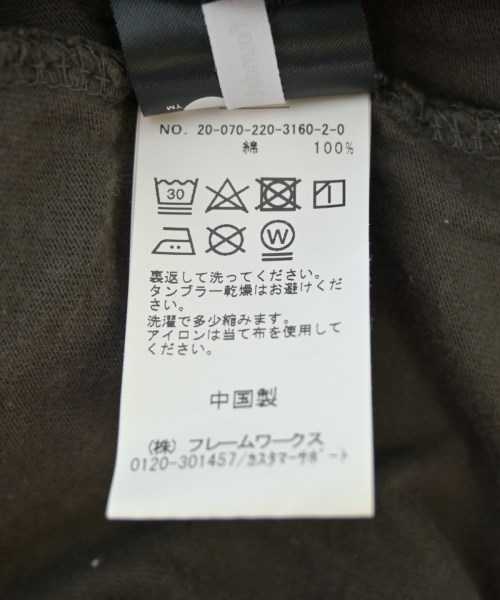 TM
NO. 20-070-220-3160-2-0
綿 100%
30
W
裏返して洗ってください。
タンブラー乾燥はお避けくだ
さい。
洗濯で多少縮みます。
アイロンは当て布を使用して
ください。
中国製
(株) フレームワークス
0120-301457/カスタマーサポート